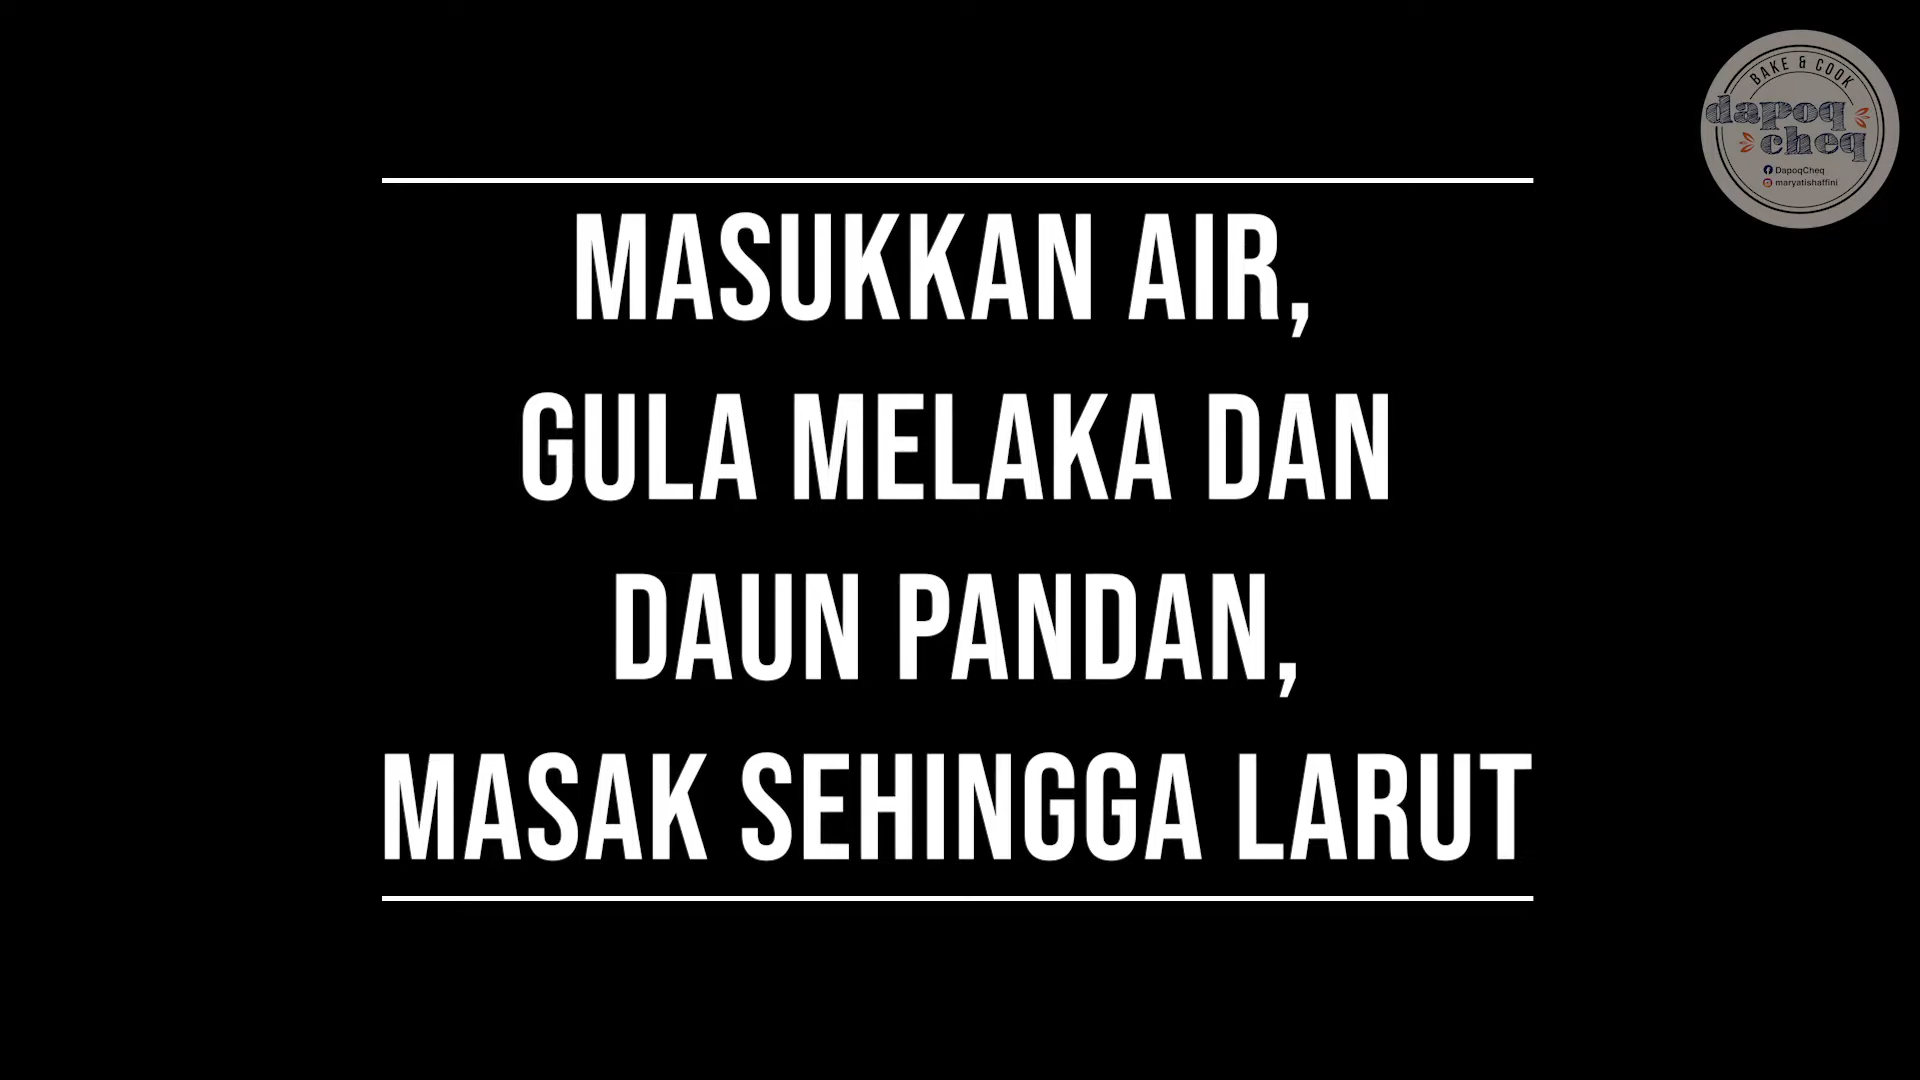 BAKE & COOK
dapoq
cheq
DapoqCheq
maryatishaffini
MASUKKAN AIR,
GULA MELAKA DAN
DAUN PANDAN,
MASAK SEHINGGA LARUT